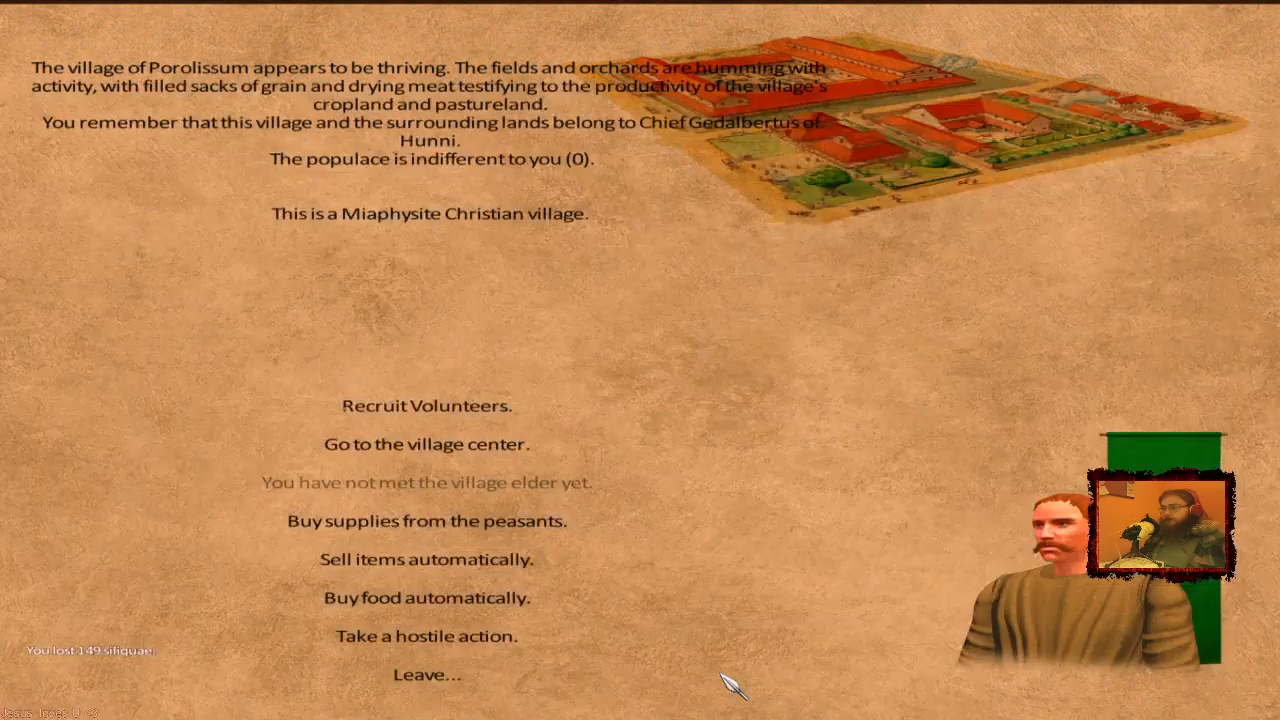 The village of Porolissum appears to be thriving. The fields and orchards are humming with
activity, with filled sacks of grain and drying meat testifying to the productivity of the village's
cropland and pastureland.
You remember that this village and the surrounding lands belong to Chief Gedalbertus of
Hunni.
The populace is indifferent to you (0).
This is a Miaphysite Christian village.
Recruit Volunteers.
Go to the village center.
You have not met the village elder yet.
Buy supplies from the peasants.
Sell items automatically.
Buy food automatically.
Take a hostile action.
You lost 149 siliquae.
Leave...